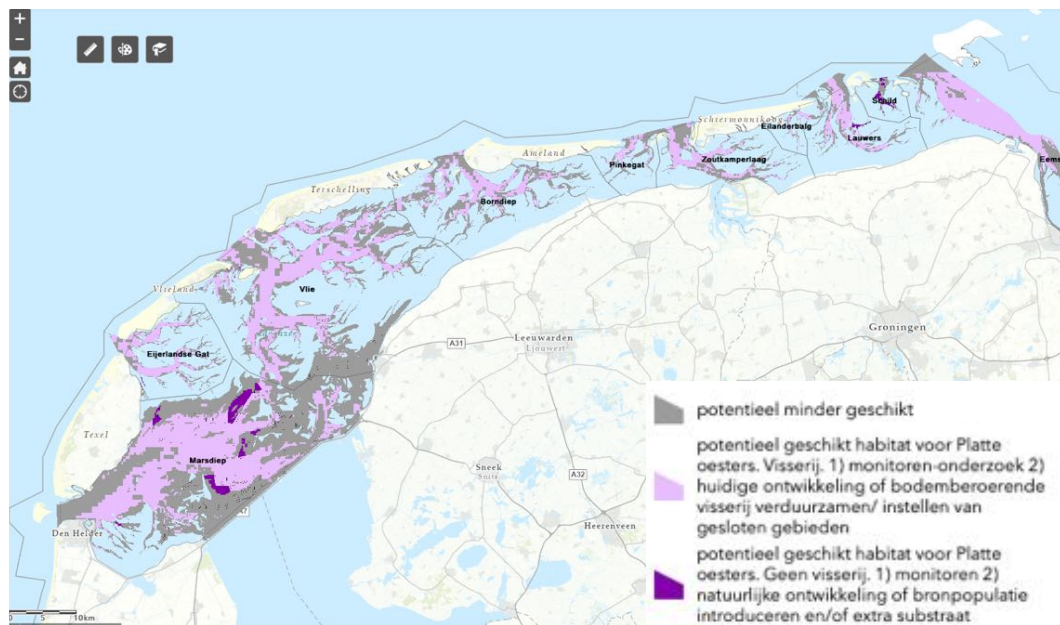 +
−
Schild
Schiermonnikoog
Eilanderbalg
Lauwers
Ameland
Pinkegat
Zoutkamperlaag
Eems
Terschelling
Borndiep
Vlieland
Vlie
Groningen
A31
Leeuwarden
Ljouwert
Eijerlandse Gat
Texel
Marsdiep
Sneek
Snits
A32
A7
Den Helder
Heerenveen
0 5 10km
potentieel minder geschikt
potentieel geschikt habitat voor Platte
oesters. Visserij. 1) monitoren-onderzoek 2)
huidige ontwikkeling of bodemberoerende
visserij verduurzamen/ instellen van
gesloten gebieden
potentieel geschikt habitat voor Platte
oesters. Geen visserij. 1) monitoren 2)
natuurlijke ontwikkeling of bronpopulatie
introduceren en/of extra substraat